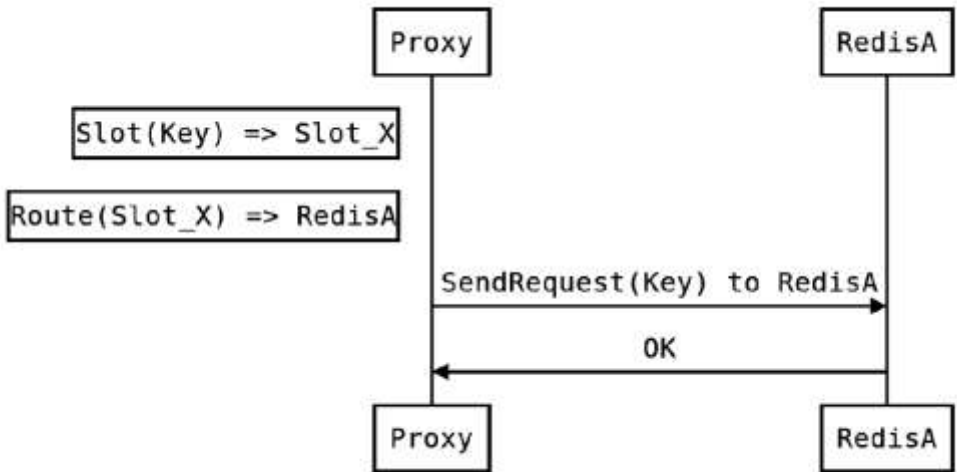 Proxy
RedisA
Slot(Key) => Slot_X
Route(Slot_X) => RedisA
SendRequest(Key) to RedisA
OK
Proxy
RedisA